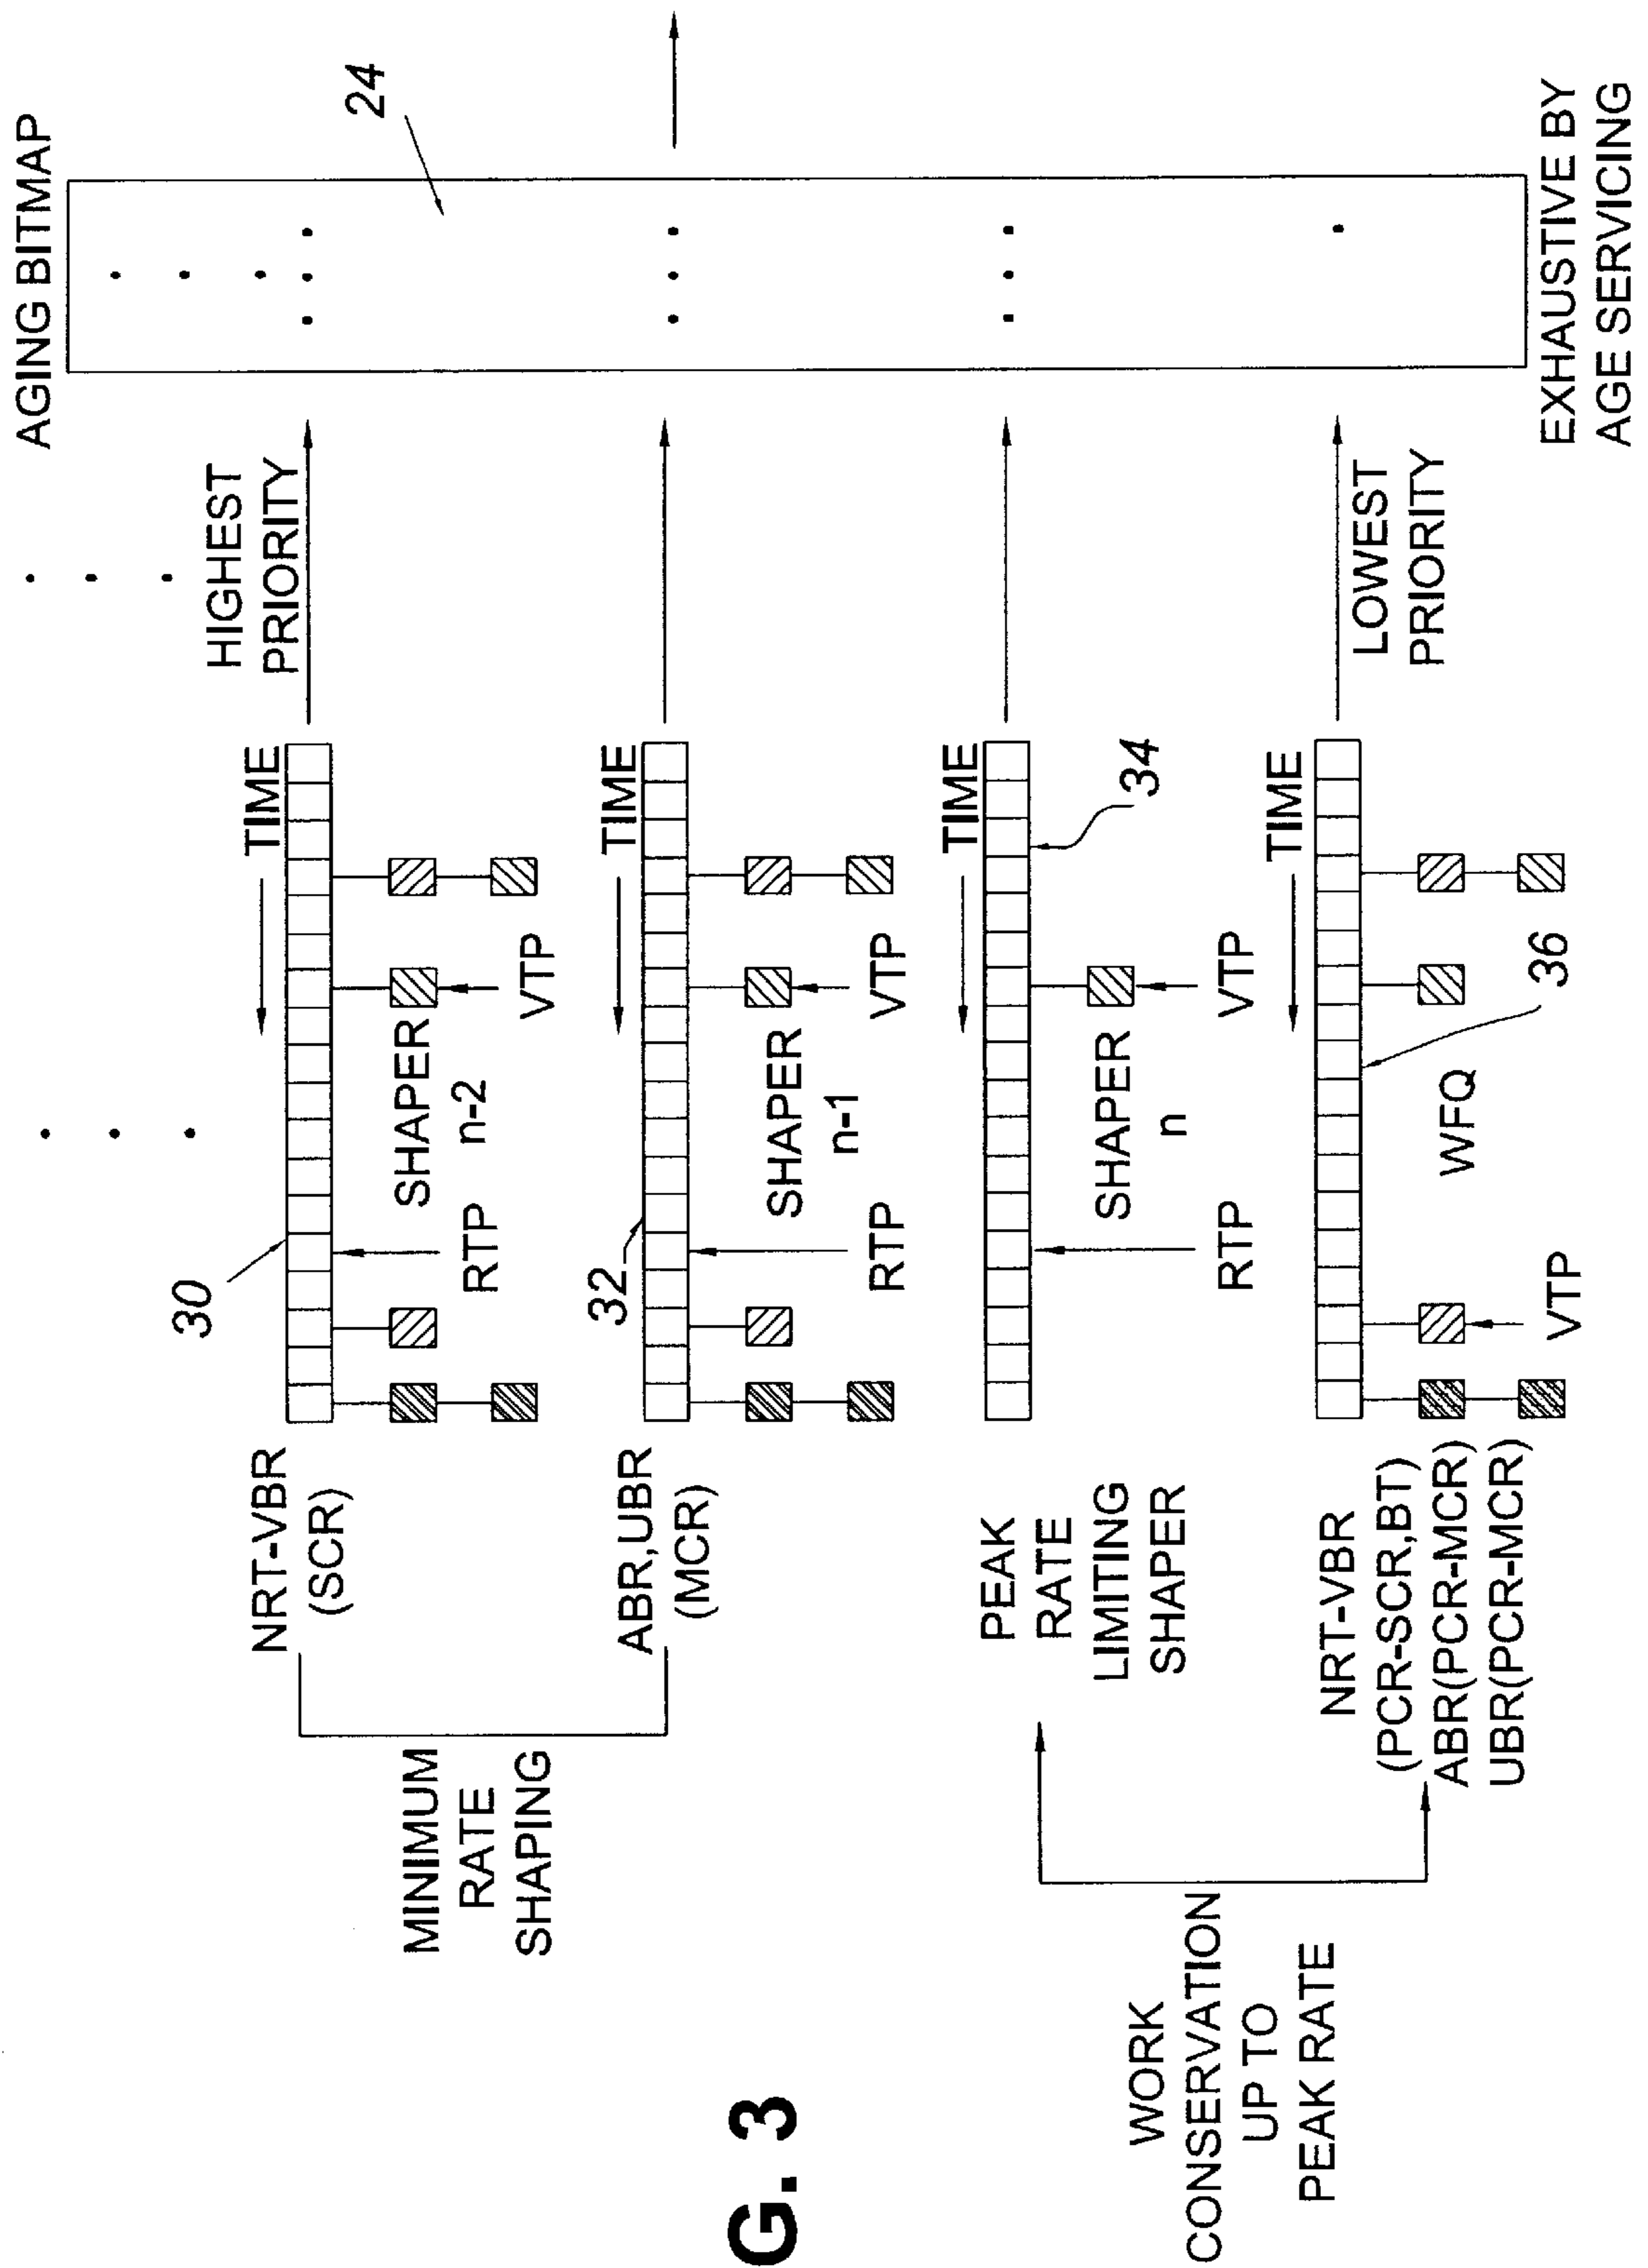 AGING BITMAP
24
HIGHEST
PRIORITY
TIME
30
NRT-VBR
(SCR)
SHAPER
n-2
RTP
VTP
MINIMUM
RATE
SHAPING
TIME
32
ABR,UBR
(MCR)
SHAPER
n-1
RTP
VTP
TIME
34
PEAK
RATE
LIMITING
SHAPER
SHAPER
n
RTP
VTP
WORK
CONSERVATION
UP TO
PEAK RATE
TIME
LOWEST
PRIORITY
36
NRT-VBR
(PCR-SCR,BT)
ABR(PCR-MCR)
UBR(PCR-MCR)
WFQ
VTP
EXHAUSTIVE BY
AGE SERVICING
G. 3